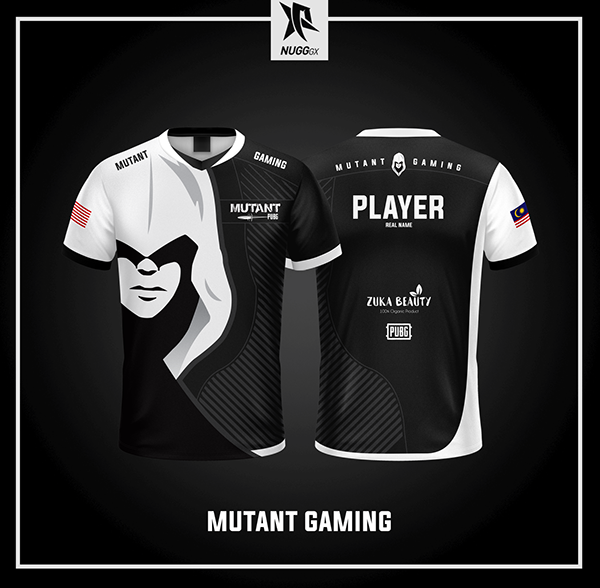 NUGGGX
MUTANT
GAMING
MUTANT
PUBG
MUTANT GAMING
PLAYER
REAL NAME
ZUKA BEAUTY
100% Organic Product
PUBG
MUTANT GAMING